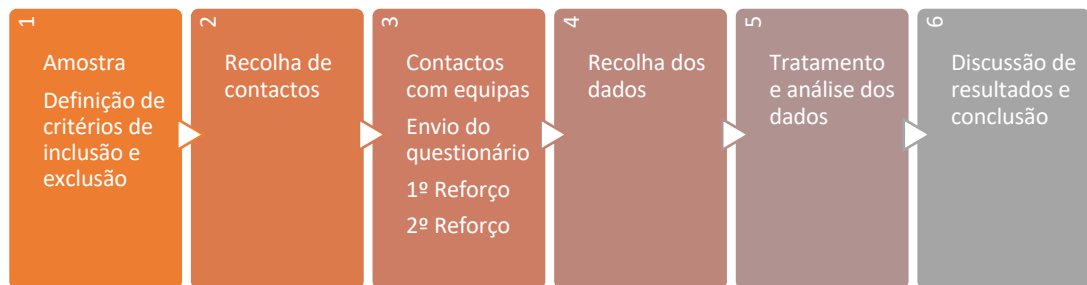 1
Amostra
Definição de
critérios de
inclusão e
exclusão
2
Recolha de
contactos
3
Contactos
com equipas
Envio do
questionário
1º Reforço
2º Reforço
4
Recolha dos
dados
5
Tratamento
e análise dos
dados
6
Discussão de
resultados e
conclusão